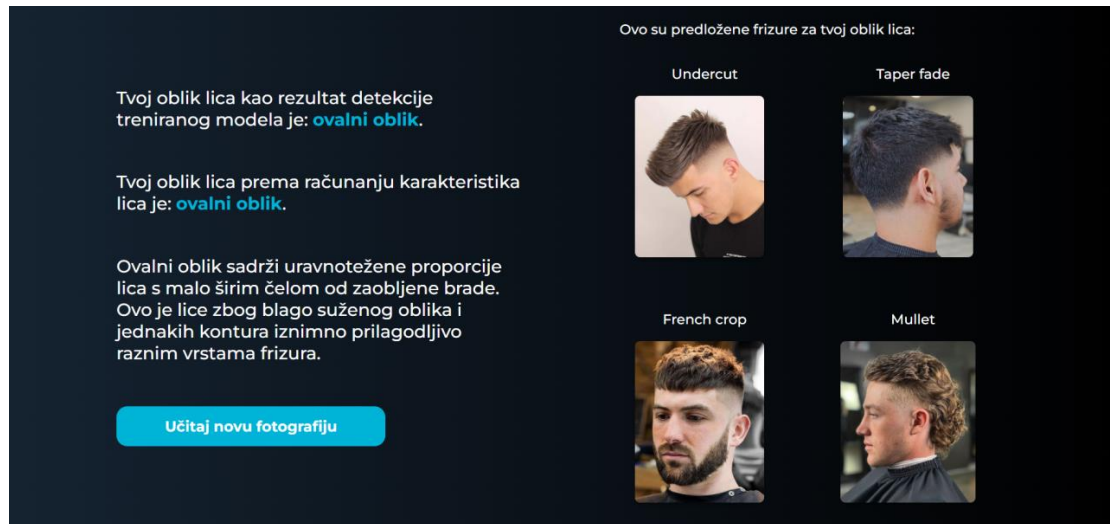 Tvoj oblik lica kao rezultat detekcije
treniranog modela je: ovalni oblik.
Tvoj oblik lica prema računanju karakteristika
lica je: ovalni oblik.
Ovalni oblik sadrži uravnotežene proporcije
lica s malo širim čelom od zaobljene brade.
Ovo je lice zbog blago suženog oblika i
jednakih kontura iznimno prilagodljivo
raznim vrstama frizura.
Učitaj novu fotografiju
Ovo su predložene frizure za tvoj oblik lica:
Undercut
Taper fade
French crop
Mullet